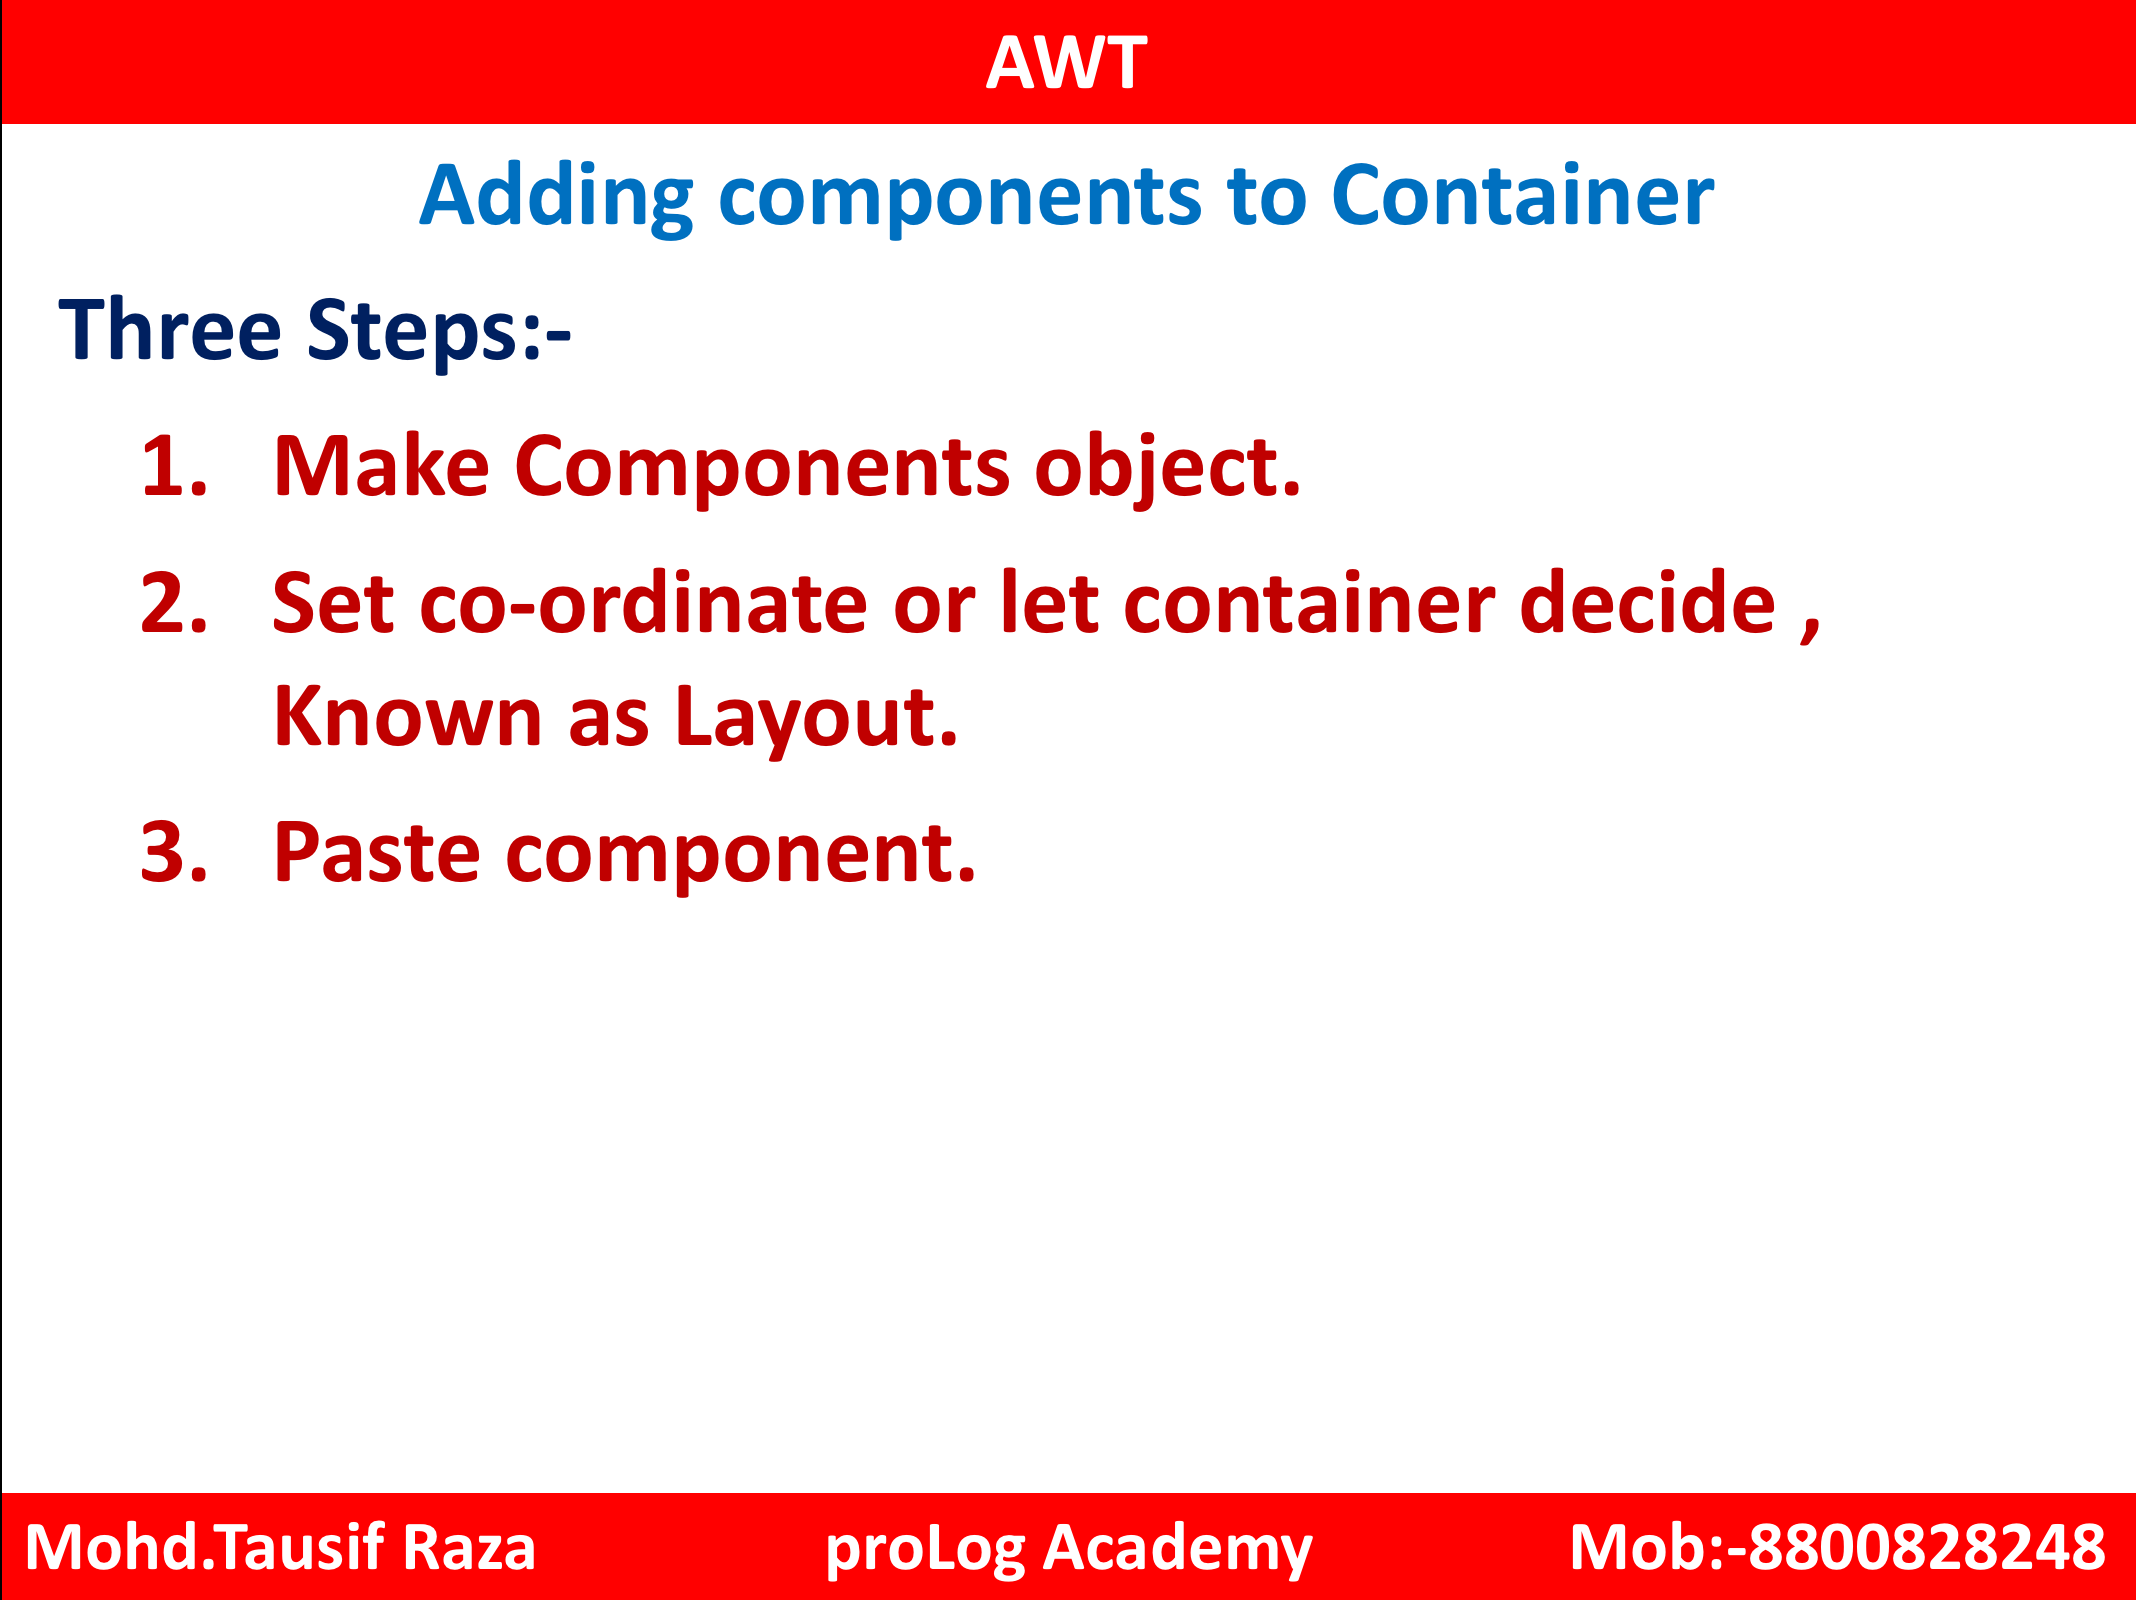 AWT
Adding components to Container
Three Steps:-
1. Make Components object.
2. Set co-ordinate or let container decide ,
Known as Layout.
3. Paste component.
Mohd.Tausif Raza proLog Academy Mob:-8800828248